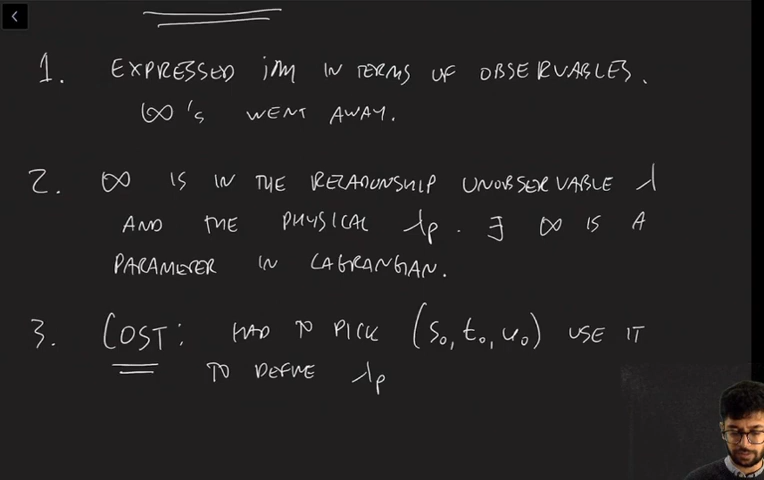 1. EXPRESSED iM IN TERMS OF OBSERVABLES.
∞'s WENT AWAY.
2. ∞ IS IN THE RELATIONSHIP UNOBSERVABLE λ
AND THE PHYSICAL λp. ∃ ∞ IS A
PARAMETER IN LAGRANGIAN.
3. COST: HAD TO PICK (s₀, t₀, u₀) USE IT
TO DEFINE λp